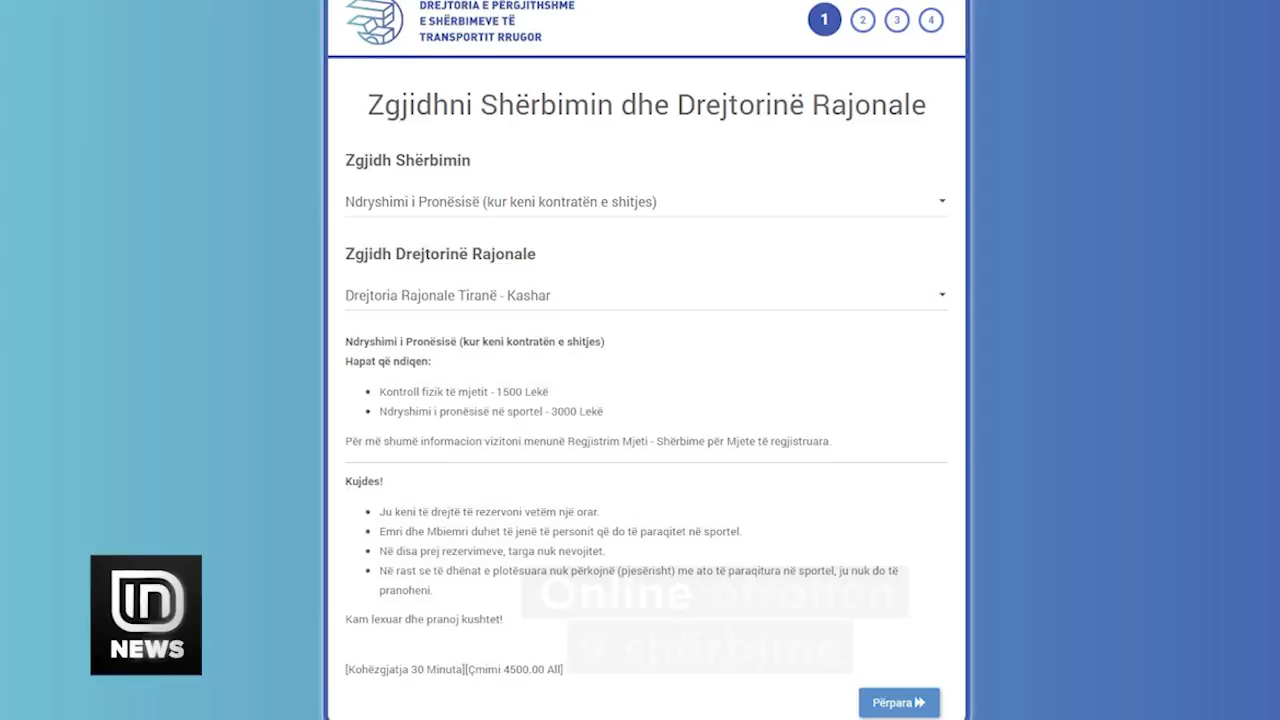 DREJTORIA E PËRGJITHSHME
E SHËRBIMEVE TË
TRANSPORTIT RRUGOR
1 2 3 4
Zgjidhni Shërbimin dhe Drejtorinë Rajonale
Zgjidh Shërbimin
Ndryshimi i Pronësisë (kur keni kontratën e shitjes)
Zgjidh Drejtorinë Rajonale
Drejtoria Rajonale Tiranë - Kashar
Ndryshimi i Pronësisë (kur keni kontratën e shitjes)
Hapat që ndiqen:
Kontroll fizik të mjetit - 1500 Lekë
Ndryshimi i pronësisë në sportel - 3000 Lekë
Për më shumë informacion vizitoni menunë Regjistrim Mjeti - Shërbime për Mjete të regjistruara.
Kujdes!
Ju keni të drejtë të rezervoni vetëm një orar.
Emri dhe Mbiemri duhet të jenë të personit që do të paraqitet në sportel.
Në disa prej rezervimeve, targa nuk nevojitet.
Në rast se të dhënat e plotësuara nuk përkojnë (pjesërisht) me ato të paraqitura në sportel, ju nuk do të
pranoheni.
Online
9 shërbime
Kam lexuar dhe pranoj kushtet!
[Kohëzgjatja 30 Minuta][Çmimi 4500.00 All]
Përpara
IN
NEWS